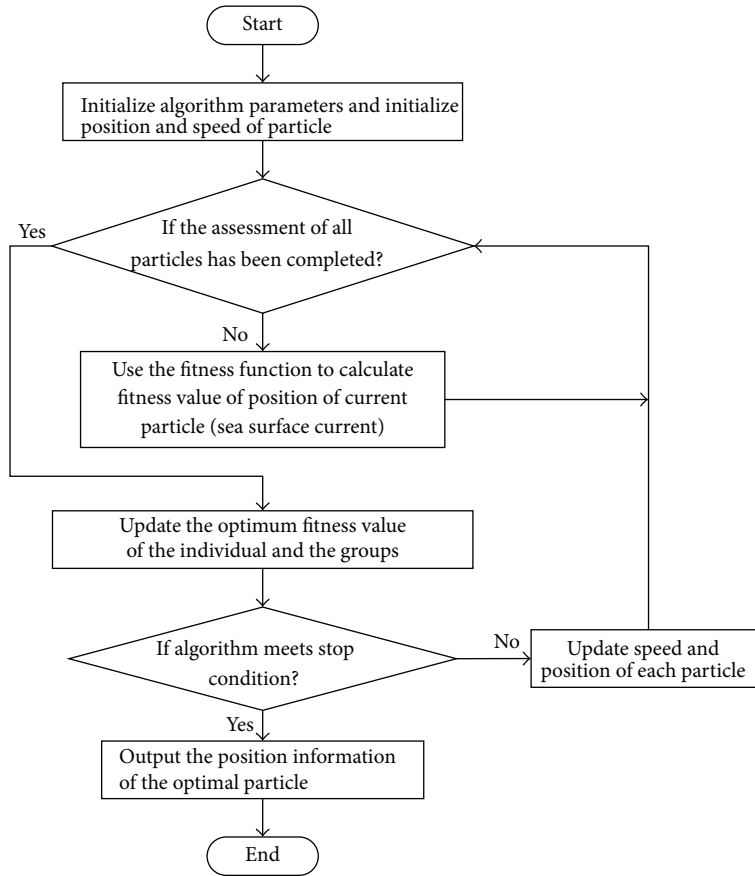 Start
Initialize algorithm parameters and initialize
position and speed of particle
Yes
If the assessment of all
particles has been completed?
No
Use the fitness function to calculate
fitness value of position of current
particle (sea surface current)
Update the optimum fitness value
of the individual and the groups
If algorithm meets stop
condition?
No
Update speed and
position of each particle
Yes
Output the position information
of the optimal particle
End